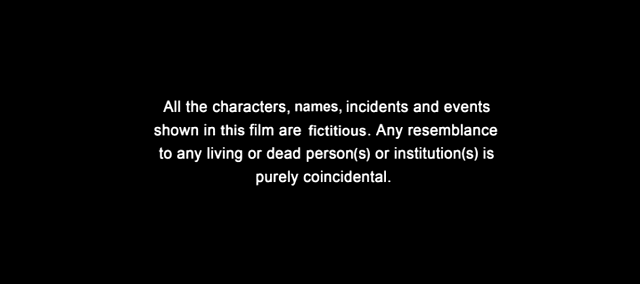 All the characters, names, incidents and events
shown in this film are fictitious. Any resemblance
to any living or dead person(s) or institution(s) is
purely coincidental.